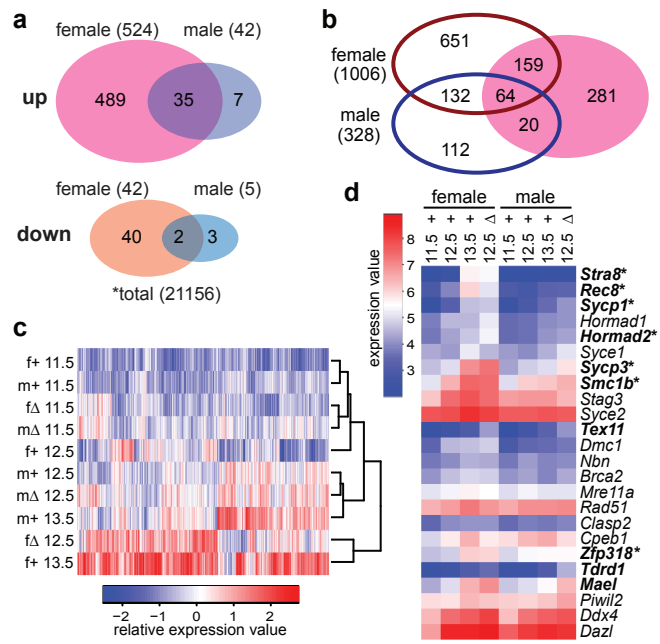 a
female (524) male (42)
up
489 35 7
female (42) male (5)
down
40 2 3
*total (21156)
b
female
(1006)
651
159
132 64 281
male
(328)
20
112
c
f+ 11.5
m+ 11.5
fΔ 11.5
mΔ 11.5
f+ 12.5
m+ 12.5
mΔ 12.5
m+ 13.5
fΔ 12.5
f+ 13.5
-2 -1 0 1 2
relative expression value
d
expression value
8
7
6
5
4
3
female male
+ + + Δ + + + Δ
11.5 12.5 13.5 12.5 11.5 12.5 13.5 12.5
Stra8*
Rec8*
Sycp1*
Hormad1
Hormad2*
Syce1
Sycp3*
Smc1b*
Stag3
Syce2
Tex11
Dmc1
Nbn
Brca2
Mre11a
Rad51
Clasp2
Cpeb1
Zfp318*
Tdrd1
Mael
Piwil2
Ddx4
Dazl